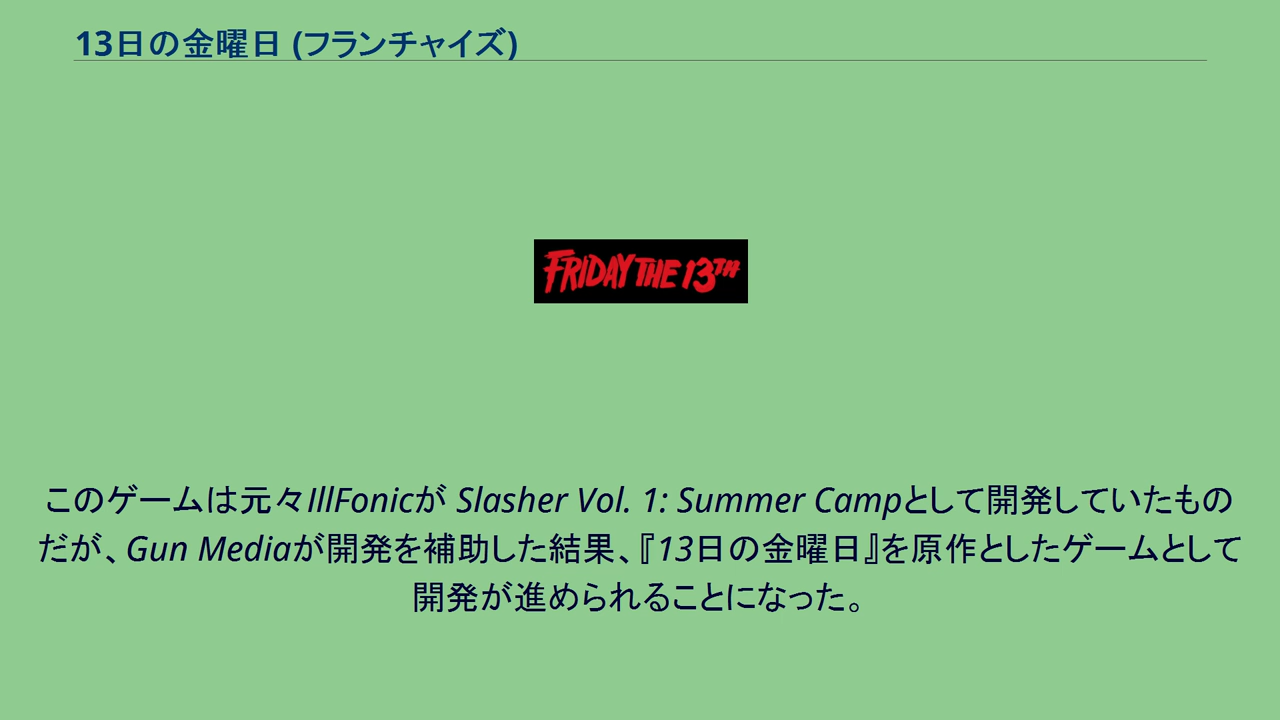 13日の金曜日 (フランチャイズ)
FRIDAY THE 13TH
このゲームは元々IllFonicが Slasher Vol. 1: Summer Campとして開発していたもの
だが、Gun Mediaが開発を補助した結果、『13日の金曜日』を原作としたゲームとして
開発が進められることになった。